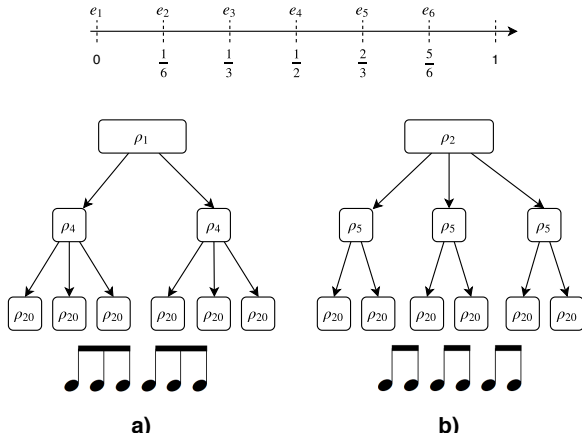 e₁ e₂ e₃ e₄ e₅ e₆
0 1/6 1/3 1/2 2/3 5/6 1
ρ₁ ρ₂
ρ₄ ρ₄ ρ₅ ρ₅ ρ₅
ρ₂₀ ρ₂₀ ρ₂₀ ρ₂₀ ρ₂₀ ρ₂₀ ρ₂₀ ρ₂₀ ρ₂₀ ρ₂₀ ρ₂₀ ρ₂₀
a) b)